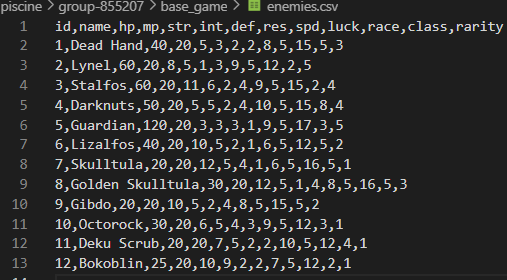 piscine > group-855207 > base_game > enemies.csv
1 id,name,hp,mp,str,int,def,res,spd,luck,race,class,rarity
2 1,Dead Hand,40,20,5,3,2,2,8,5,15,5,3
3 2,Lynel,60,20,8,5,1,3,9,5,12,2,5
4 3,Stalfos,60,20,11,6,2,4,9,5,15,2,4
5 4,Darknuts,50,20,5,5,2,4,10,5,15,8,4
6 5,Guardian,120,20,3,3,3,1,9,5,17,3,5
7 6,Lizalfos,40,20,10,5,2,1,6,5,12,5,2
8 7,Skulltula,20,20,12,5,4,1,6,5,16,5,1
9 8,Golden Skulltula,30,20,12,5,1,4,8,5,16,5,3
10 9,Gibdo,20,20,10,5,2,4,8,5,15,5,2
11 10,Octorock,30,20,6,5,4,3,9,5,12,3,1
12 11,Deku Scrub,20,20,7,5,2,2,10,5,12,4,1
13 12,Bokoblin,25,20,10,9,2,2,7,5,12,2,1
14